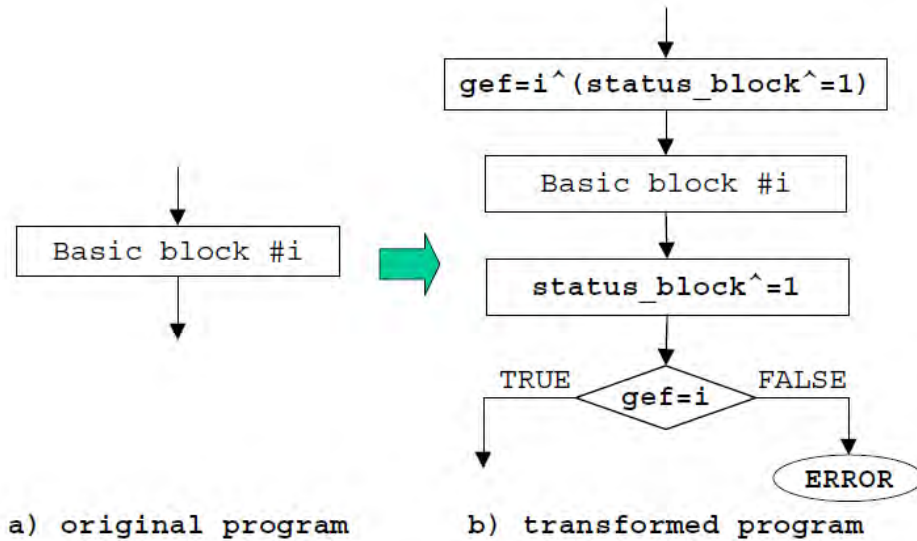 gef=i^(status_block^=1)
Basic block #i
Basic block #i
status_block^=1
TRUE
FALSE
gef=i
ERROR
a) original program
b) transformed program